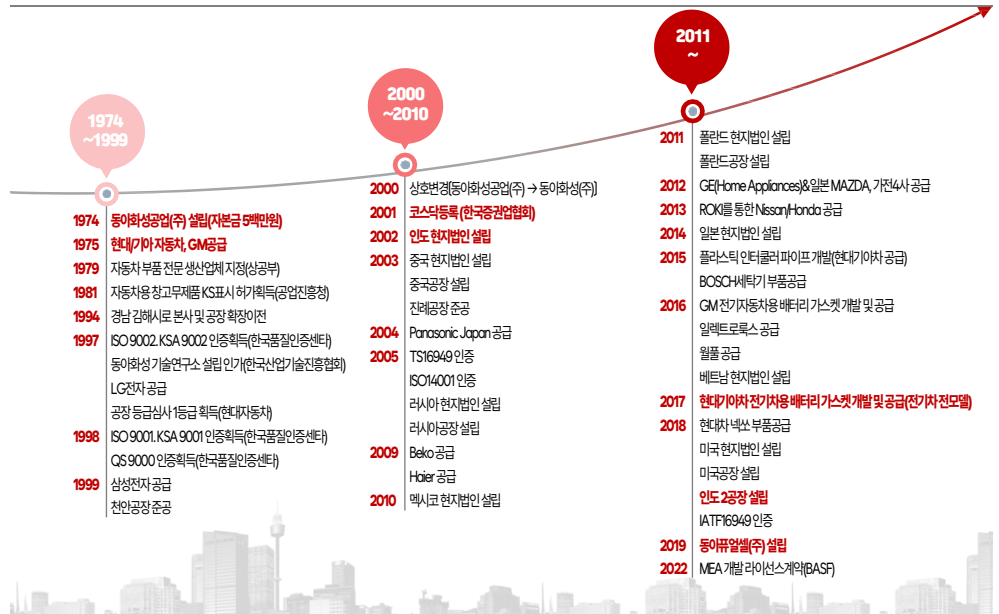 1974
~1999
1974 동아화성공업(주) 설립(자본금 5백만원)
1975 현대/기아 자동차, GM공급
1979 자동차 부품 전문 생산업체 지정(상공부)
1981 자동차용 창고무제품 KS표시 허가획득(공업진흥청)
1994 경남 김해시로 본사 및 공장 확장이전
1997 ISO 9002. KSA 9002 인증획득(한국품질인증센타)
동아화성 기술연구소 설립 인가(한국산업기술진흥협회)
LG전자 공급
공장 등급심사 1등급 획득(현대자동차)
1998 ISO 9001. KSA 9001 인증획득(한국품질인증센타)
QS 9000 인증획득(한국품질인증센타)
1999 삼성전자 공급
천안공장 준공
2000
~2010
2000 상호변경[동아화성공업(주) → 동아화성(주)]
2001 코스닥등록 (한국증권업협회)
2002 인도 현지법인 설립
2003 중국 현지법인 설립
중국공장 설립
진례공장 준공
2004 Panasonic Japan 공급
2005 TS16949 인증
ISO14001 인증
러시아 현지법인 설립
러시아공장 설립
2009 Beko 공급
Haier 공급
2010 멕시코 현지법인 설립
2011
~
2011 폴란드 현지법인 설립
폴란드공장 설립
2012 GE(Home Appliances)&일본 MAZDA, 가전4사 공급
2013 ROKI를 통한 Nissan/Honda 공급
2014 일본 현지법인 설립
2015 플라스틱 인터쿨러 파이프 개발(현대기아차 공급)
BOSCH세탁기 부품공급
2016 GM 전기자동차용 배터리 가스켓 개발 및 공급
일렉트로룩스 공급
월풀 공급
베트남 현지법인 설립
2017 현대기아차 전기차용 배터리 가스켓 개발 및 공급(전기차 전모델)
2018 현대차 넥쏘 부품공급
미국 현지법인 설립
미국공장 설립
인도 2공장 설립
IATF16949 인증
2019 동아퓨얼셀(주) 설립
2022 MEA 개발 라이선스계약(BASF)